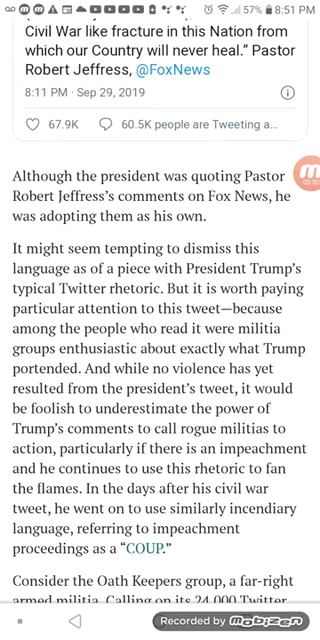 57% 8:51 PM
Civil War like fracture in this Nation from
which our Country will never heal.” Pastor
Robert Jeffress, @FoxNews
8:11 PM · Sep 29, 2019
67.9K 60.5K people are Tweeting a...
Although the president was quoting Pastor
Robert Jeffress’s comments on Fox News, he
was adopting them as his own.
It might seem tempting to dismiss this
language as of a piece with President Trump’s
typical Twitter rhetoric. But it is worth paying
particular attention to this tweet—because
among the people who read it were militia
groups enthusiastic about exactly what Trump
portended. And while no violence has yet
resulted from the president’s tweet, it would
be foolish to underestimate the power of
Trump’s comments to call rogue militias to
action, particularly if there is an impeachment
and he continues to use this rhetoric to fan
the flames. In the days after his civil war
tweet, he went on to use similarly incendiary
language, referring to impeachment
proceedings as a “COUP.”
Consider the Oath Keepers group, a far-right
armed militia. Calling on its 24,000 Twitter
Recorded by mobizen